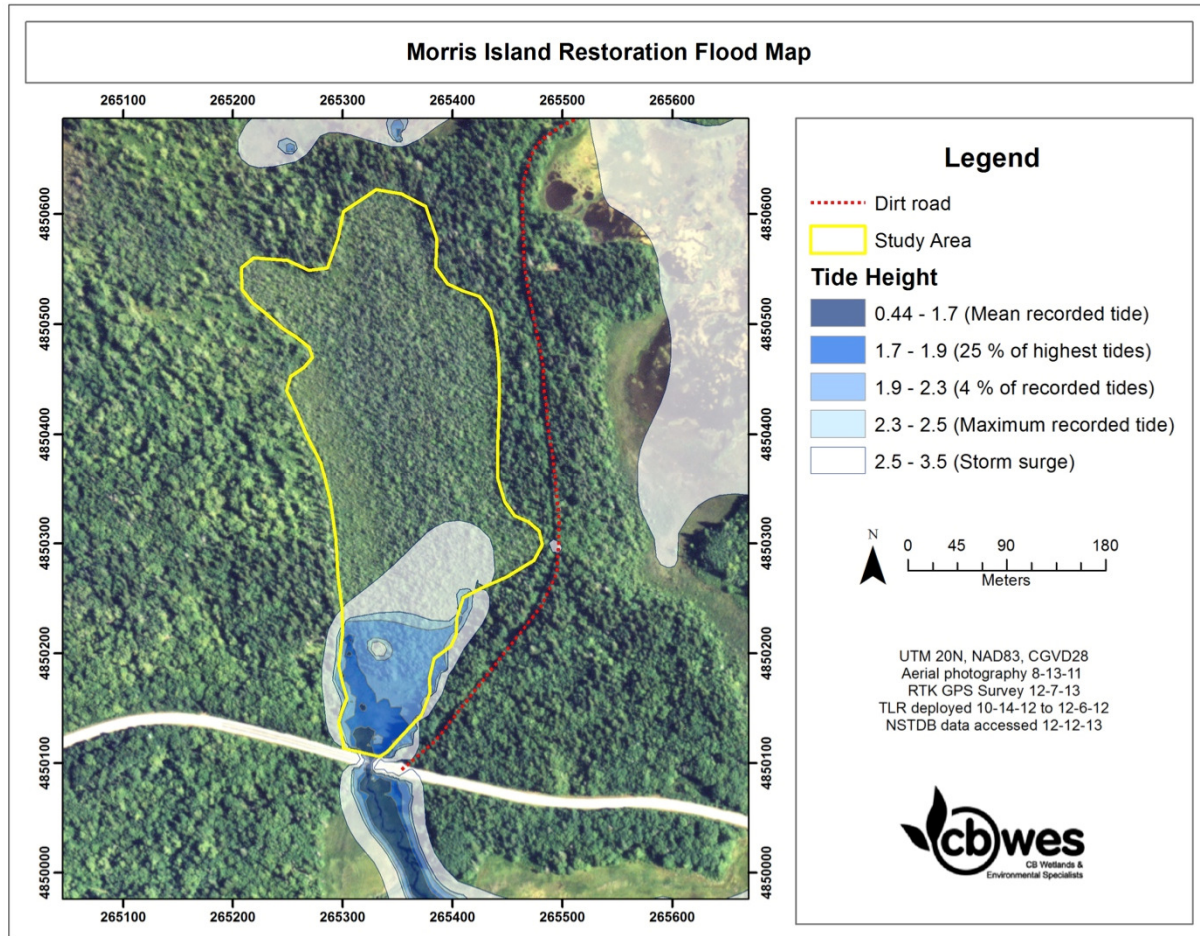 Morris Island Restoration Flood Map
265100 265200 265300 265400 265500 265600
4850600
4850500
4850400
4850300
4850200
4850100
4850000
4850600
4850500
4850400
4850300
4850200
4850100
4850000
265100 265200 265300 265400 265500 265600
Legend
Dirt road
Study Area
Tide Height
0.44 - 1.7 (Mean recorded tide)
1.7 - 1.9 (25 % of highest tides)
1.9 - 2.3 (4 % of recorded tides)
2.3 - 2.5 (Maximum recorded tide)
2.5 - 3.5 (Storm surge)
N
0 45 90 180
Meters
UTM 20N, NAD83, CGVD28
Aerial photography 8-13-11
RTK GPS Survey 12-7-13
TLR deployed 10-14-12 to 12-6-12
NSTDB data accessed 12-12-13
cbwes
CB Wetlands &
Environmental Specialists